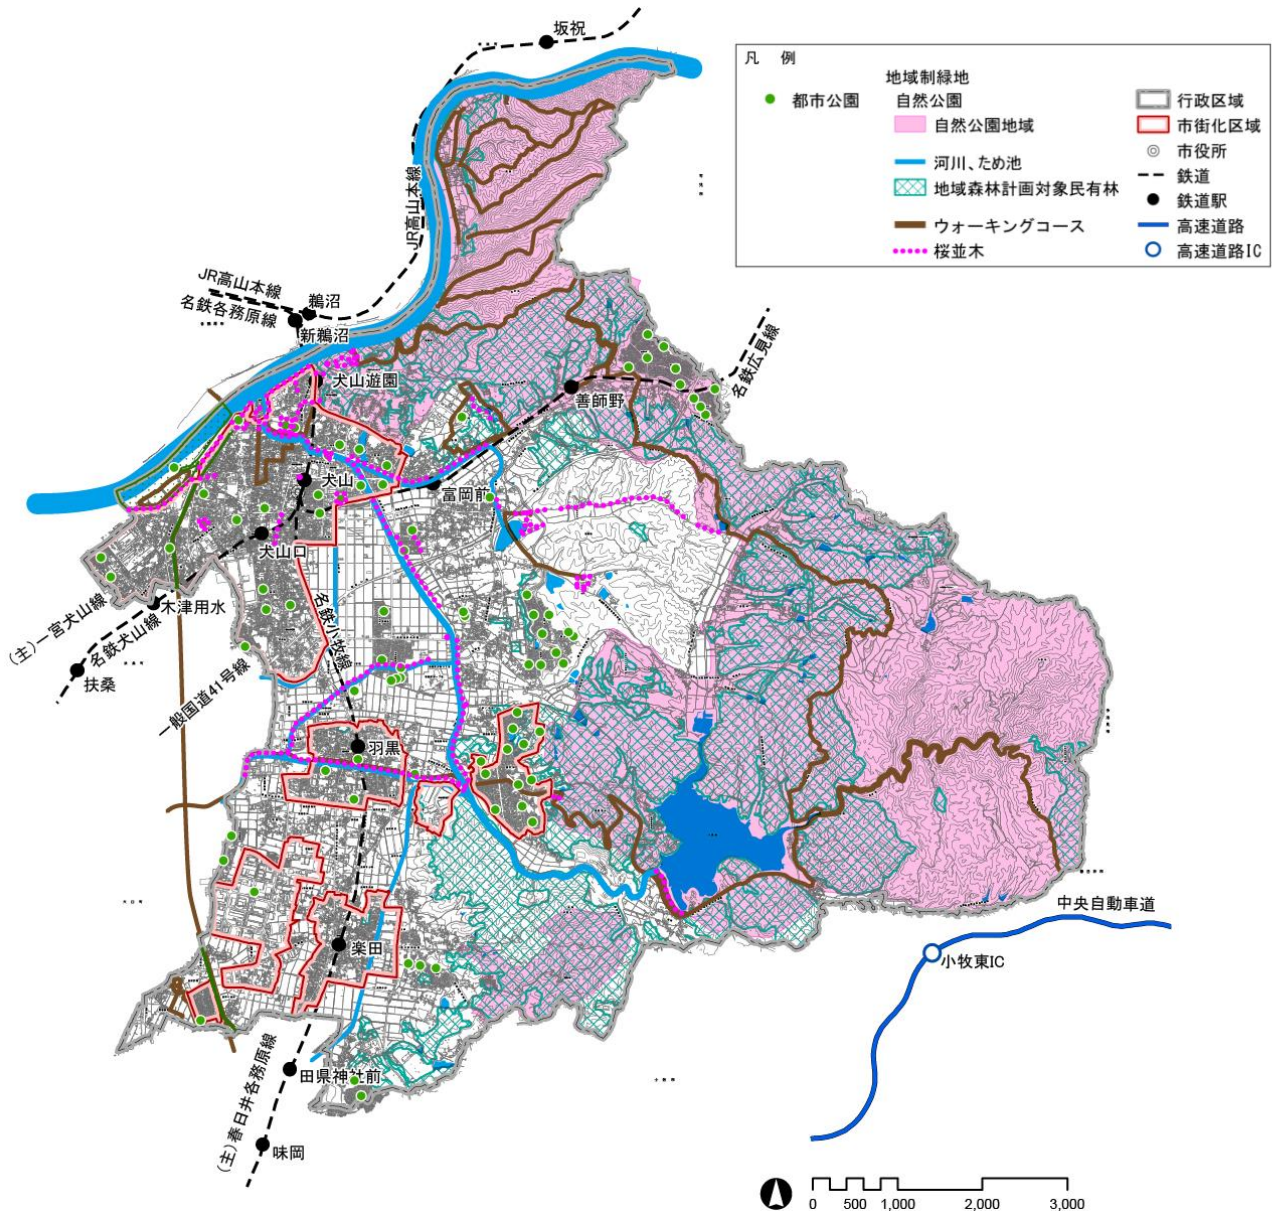 坂祝
凡 例
地域制緑地
都市公園
自然公園
自然公園地域
河川、ため池
地域森林計画対象民有林
ウォーキングコース
桜並木
行政区域
市街化区域
市役所
鉄道
鉄道駅
高速道路
高速道路IC
JR高山本線
JR高山本線
名鉄各務原線
鵜沼
新鵜沼
犬山遊園
善師野
名鉄広見線
犬山
富岡前
犬山口
木津用水
(主)一宮犬山線
名鉄犬山線
扶桑
名鉄小牧線
一般国道41号線
羽黒
楽田
中央自動車道
小牧東IC
田県神社前
(主)春日井各務原線
味岡
0 500 1,000 2,000 3,000